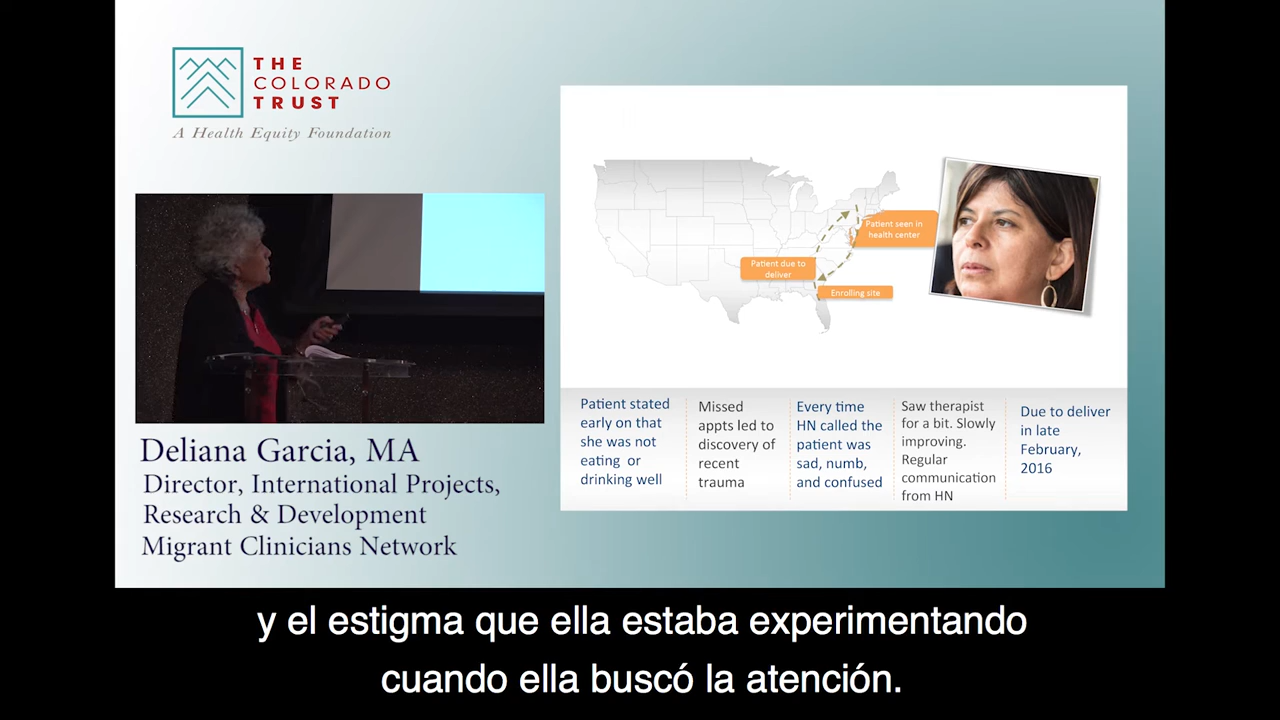 THE
COLORADO
TRUST
A Health Equity Foundation
Patient seen in
health center
Patient due to
deliver
Enrolling site
Patient stated
early on that
she was not
eating or
drinking well
Missed
appts led to
discovery of
recent
trauma
Every time
HN called the
patient was
sad, numb,
and confused
Saw therapist
for a bit. Slowly
improving.
Regular
communication
from HN
Due to deliver
in late
February,
2016
Deliana Garcia, MA
Director, International Projects,
Research & Development
Migrant Clinicians Network
y el estigma que ella estaba experimentando
cuando ella buscó la atención.